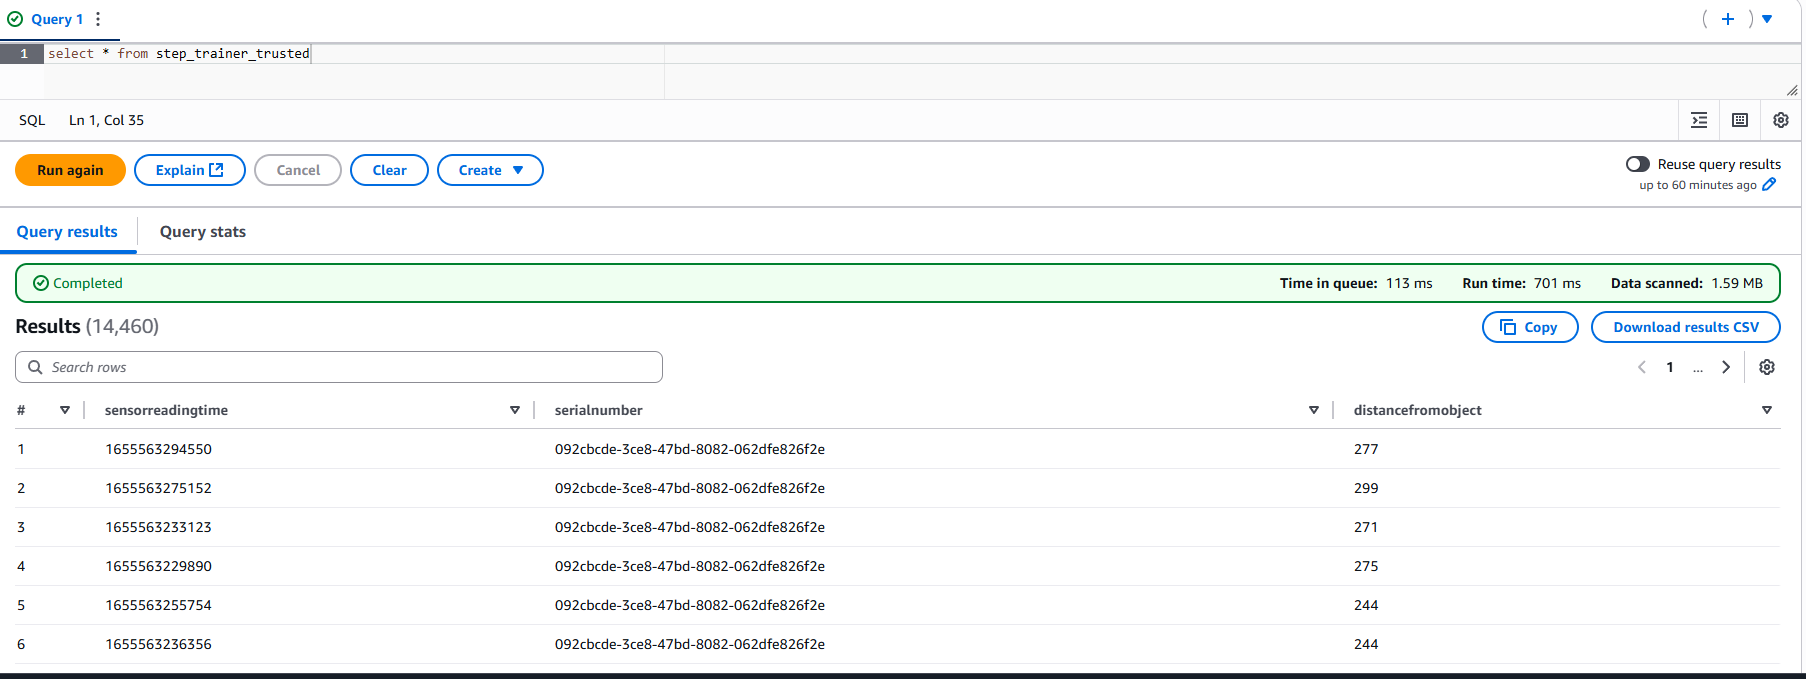 Query 1
1 select * from step_trainer_trusted
SQL Ln 1, Col 35
Run again Explain Cancel Clear Create
Reuse query results
up to 60 minutes ago
Query results Query stats
Completed Time in queue: 113 ms Run time: 701 ms Data scanned: 1.59 MB
Results (14,460) Copy Download results CSV
Search rows 1 ...
# sensorreadingtime serialnumber distancefromobject
1 1655563294550 092cbcde-3ce8-47bd-8082-062dfe826f2e 277
2 1655563275152 092cbcde-3ce8-47bd-8082-062dfe826f2e 299
3 1655563233123 092cbcde-3ce8-47bd-8082-062dfe826f2e 271
4 1655563229890 092cbcde-3ce8-47bd-8082-062dfe826f2e 275
5 1655563255754 092cbcde-3ce8-47bd-8082-062dfe826f2e 244
6 1655563236356 092cbcde-3ce8-47bd-8082-062dfe826f2e 244